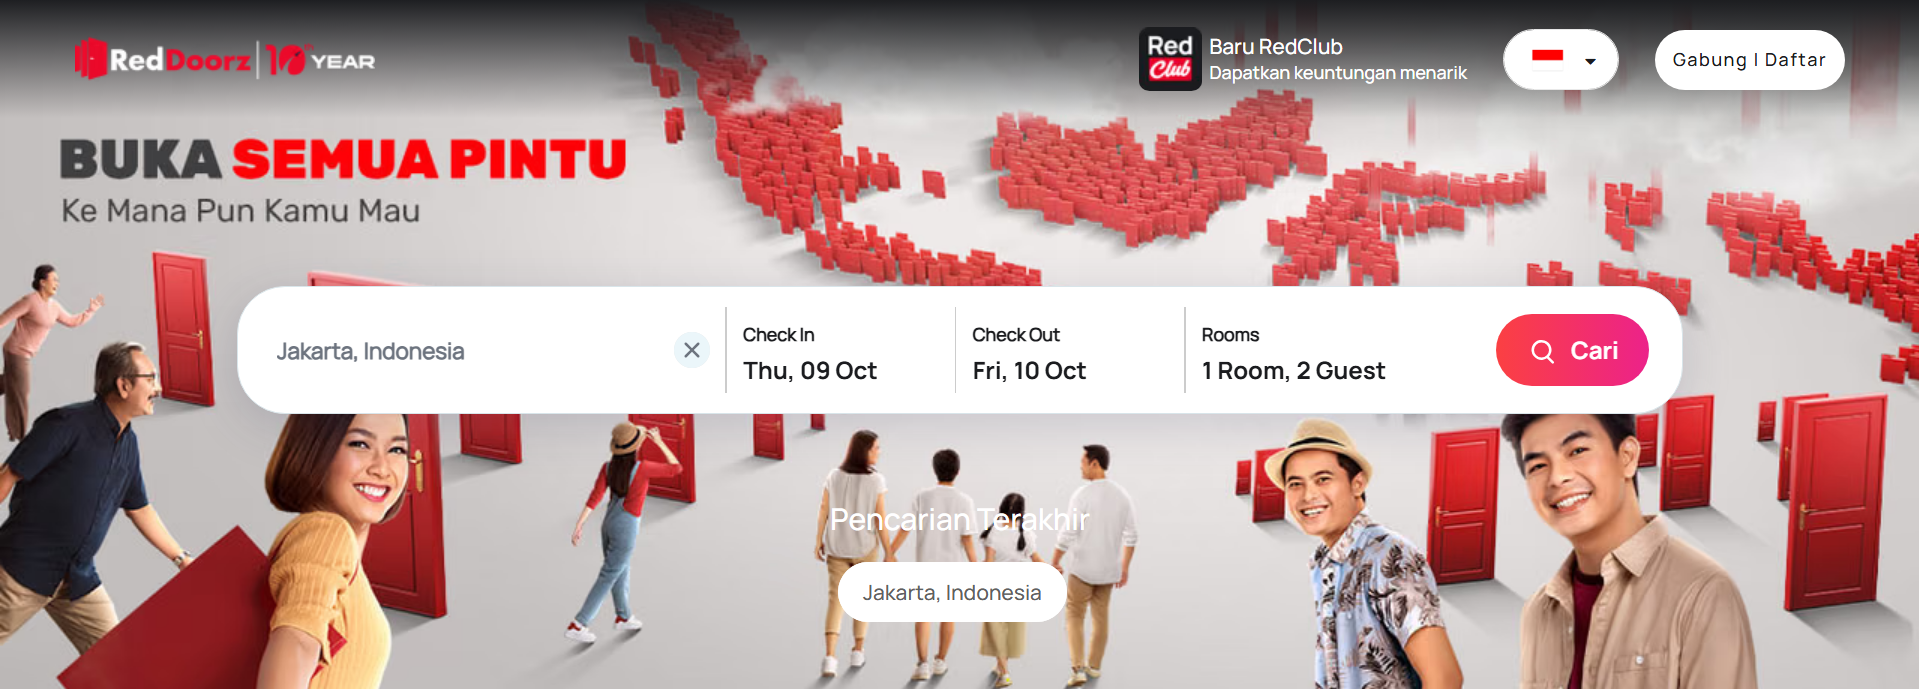 RedDoorz | 10th YEAR
Red Club
Baru RedClub
Dapatkan keuntungan menarik
Gabung | Daftar
BUKA SEMUA PINTU
Ke Mana Pun Kamu Mau
Jakarta, Indonesia
Check In
Thu, 09 Oct
Check Out
Fri, 10 Oct
Rooms
1 Room, 2 Guest
Cari
Pencarian Terakhir
Jakarta, Indonesia